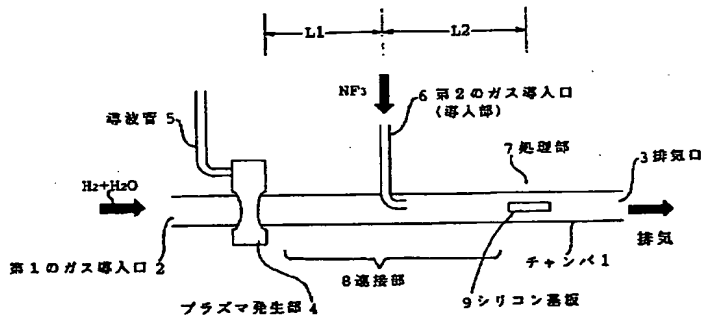 L1
L2
NF3
6 第2のガス導入口
(導入部)
導波管 5
7処理部
3排気口
H2+H2O
排気
第1のガス導入口 2
プラズマ発生部 4
8連接部
チャンバ 1
9シリコン基板